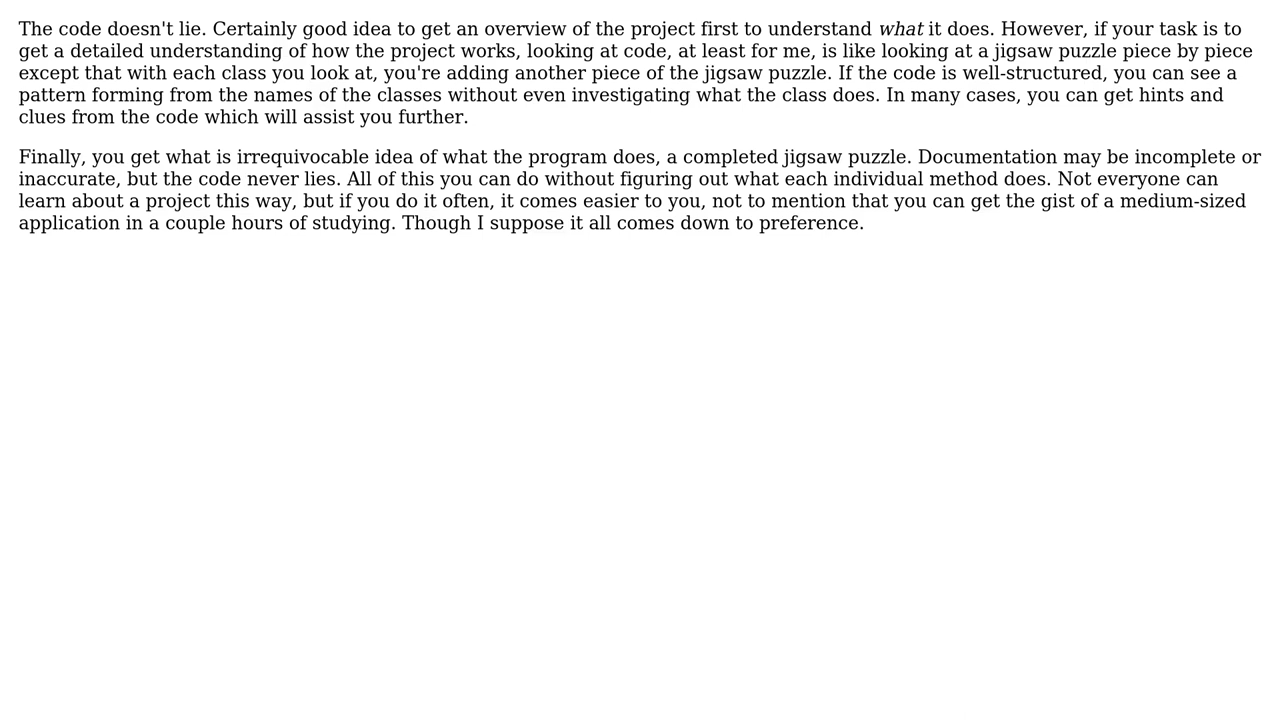 The code doesn't lie. Certainly good idea to get an overview of the project first to understand what it does. However, if your task is to
get a detailed understanding of how the project works, looking at code, at least for me, is like looking at a jigsaw puzzle piece by piece
except that with each class you look at, you're adding another piece of the jigsaw puzzle. If the code is well-structured, you can see a
pattern forming from the names of the classes without even investigating what the class does. In many cases, you can get hints and
clues from the code which will assist you further.
Finally, you get what is irrequivocable idea of what the program does, a completed jigsaw puzzle. Documentation may be incomplete or
inaccurate, but the code never lies. All of this you can do without figuring out what each individual method does. Not everyone can
learn about a project this way, but if you do it often, it comes easier to you, not to mention that you can get the gist of a medium-sized
application in a couple hours of studying. Though I suppose it all comes down to preference.